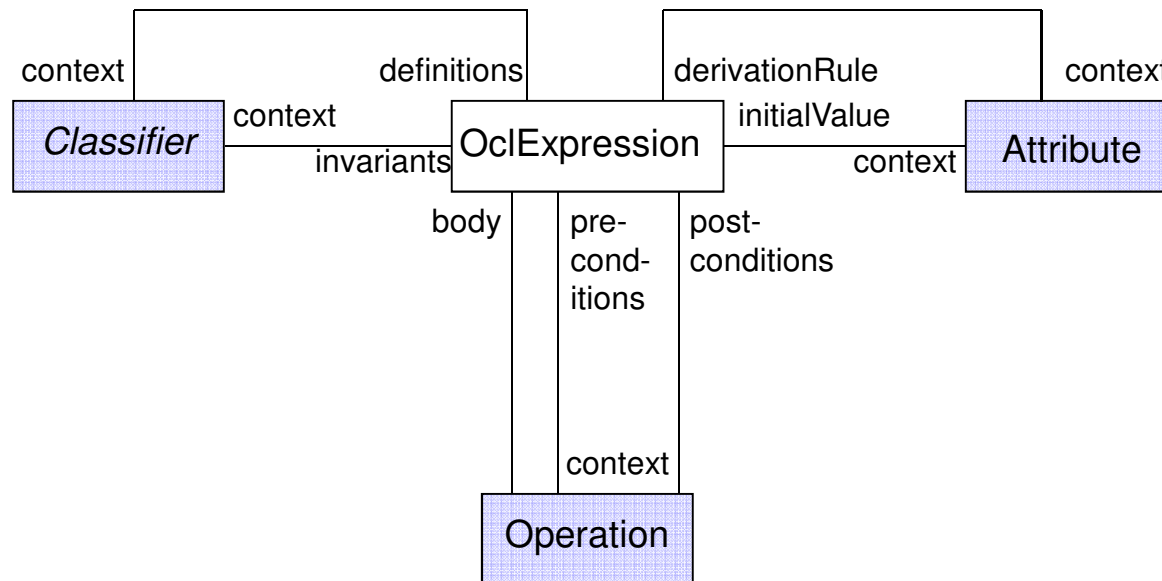 context
definitions
derivationRule
context
Classifier
context
invariants
OclExpression
initialValue
context
Attribute
body
pre-
cond-
itions
post-
conditions
context
Operation